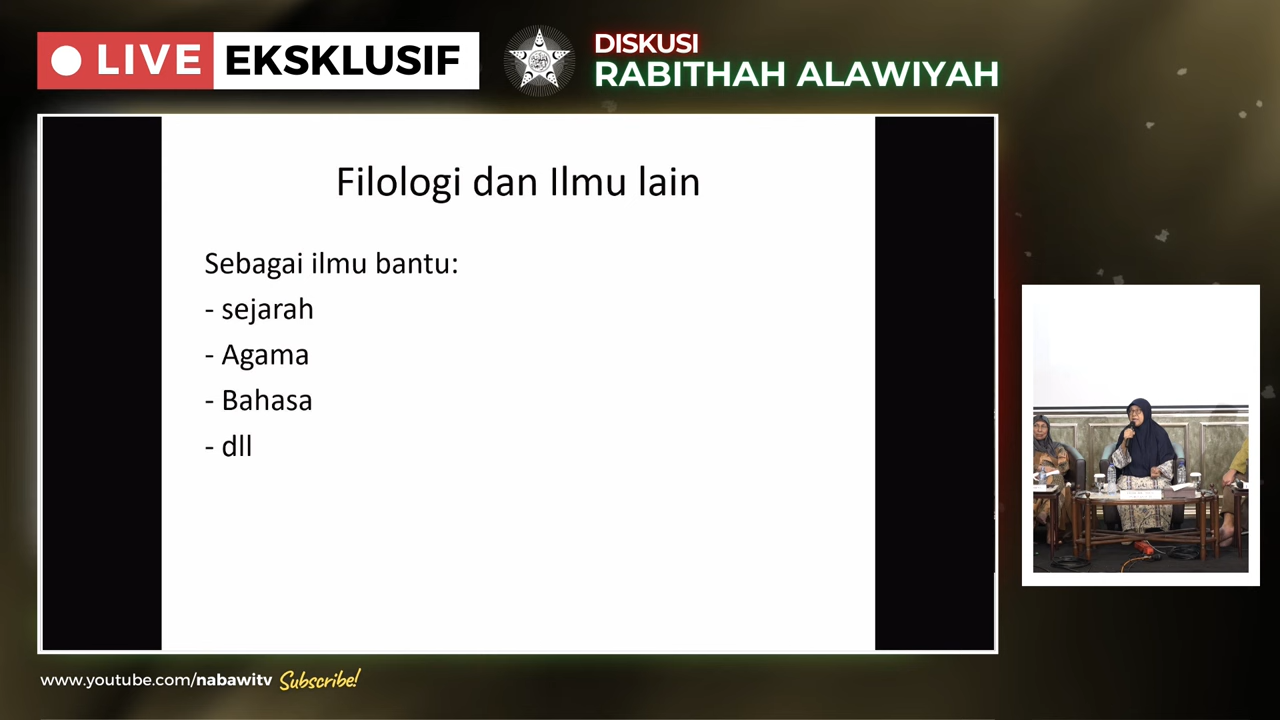 LIVE EKSKLUSIF
DISKUSI
RABITHAH ALAWIYAH
Filologi dan Ilmu lain
Sebagai ilmu bantu:
- sejarah
- Agama
- Bahasa
- dll
www.youtube.com/nabawitv Subscribe!